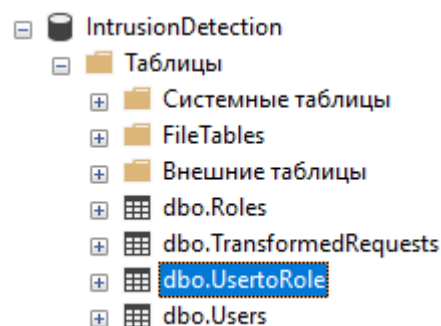 IntrusionDetection
Таблицы
Системные таблицы
FileTables
Внешние таблицы
dbo.Roles
dbo.TransformedRequests
dbo.UsertoRole
dbo.Users